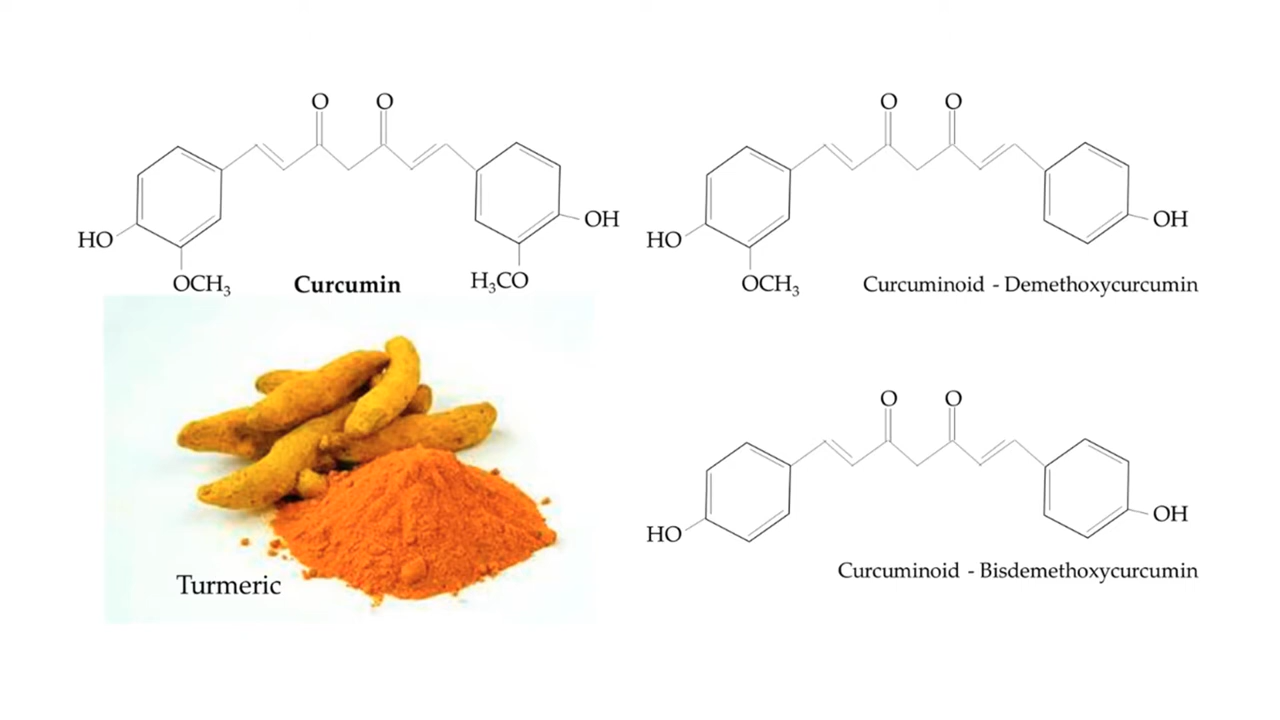 O O
HO OH
OCH₃ Curcumin H₃CO
O O
HO OH
OCH₃ Curcuminoid - Demethoxycurcumin
Turmeric
O O
HO OH
Curcuminoid - Bisdemethoxycurcumin